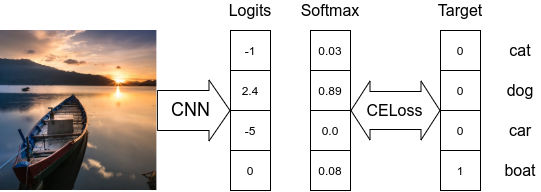 Logits Softmax Target
-1 0.03 0 cat
2.4 0.89 0 dog
CNN CELoss
-5 0.0 0 car
0 0.08 1 boat